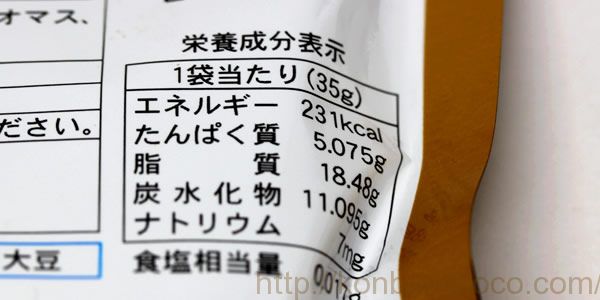 オマス、
ださい。
大豆
栄養成分表示
1袋当たり(35g)
エネルギー 231kcal
たんぱく質 5.075g
脂質 18.48g
炭水化物 11.095g
ナトリウム 7mg
食塩相当量